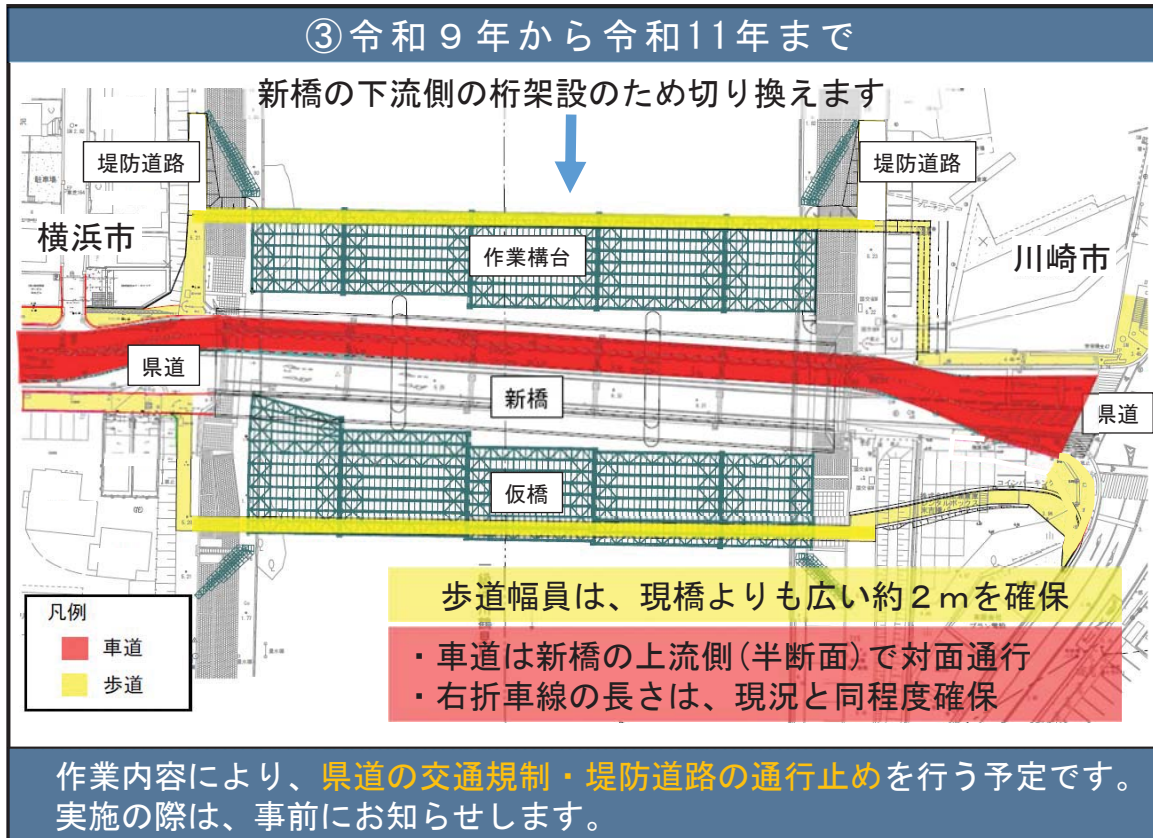 ③令和９年から令和11年まで
新橋の下流側の桁架設のため切り換えます
堤防道路
堤防道路
横浜市
川崎市
作業構台
県道
新橋
県道
仮橋
コインパーキング
歩道幅員は、現橋よりも広い約２ｍを確保
凡例
車道
歩道
・車道は新橋の上流側(半断面)で対面通行
・右折車線の長さは、現況と同程度確保
作業内容により、県道の交通規制・堤防道路の通行止めを行う予定です。
実施の際は、事前にお知らせします。